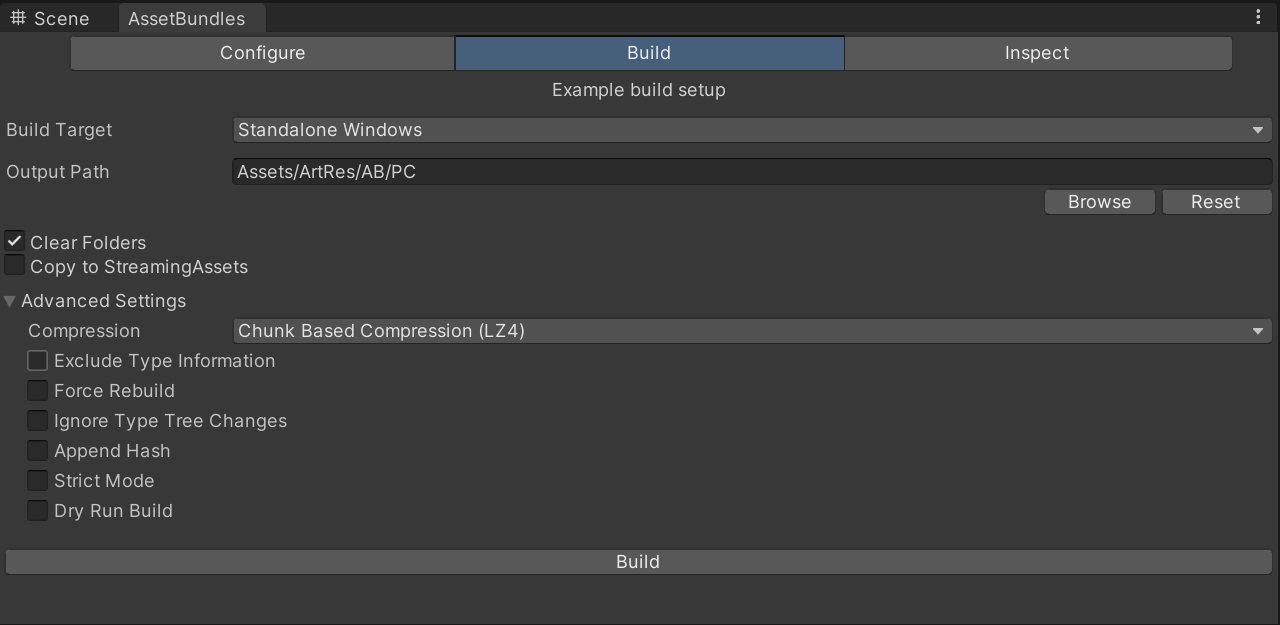 Scene AssetBundles
Configure Build Inspect
Example build setup
Build Target Standalone Windows
Output Path Assets/ArtRes/AB/PC
Browse Reset
Clear Folders
Copy to StreamingAssets
Advanced Settings
Compression Chunk Based Compression (LZ4)
Exclude Type Information
Force Rebuild
Ignore Type Tree Changes
Append Hash
Strict Mode
Dry Run Build
Build